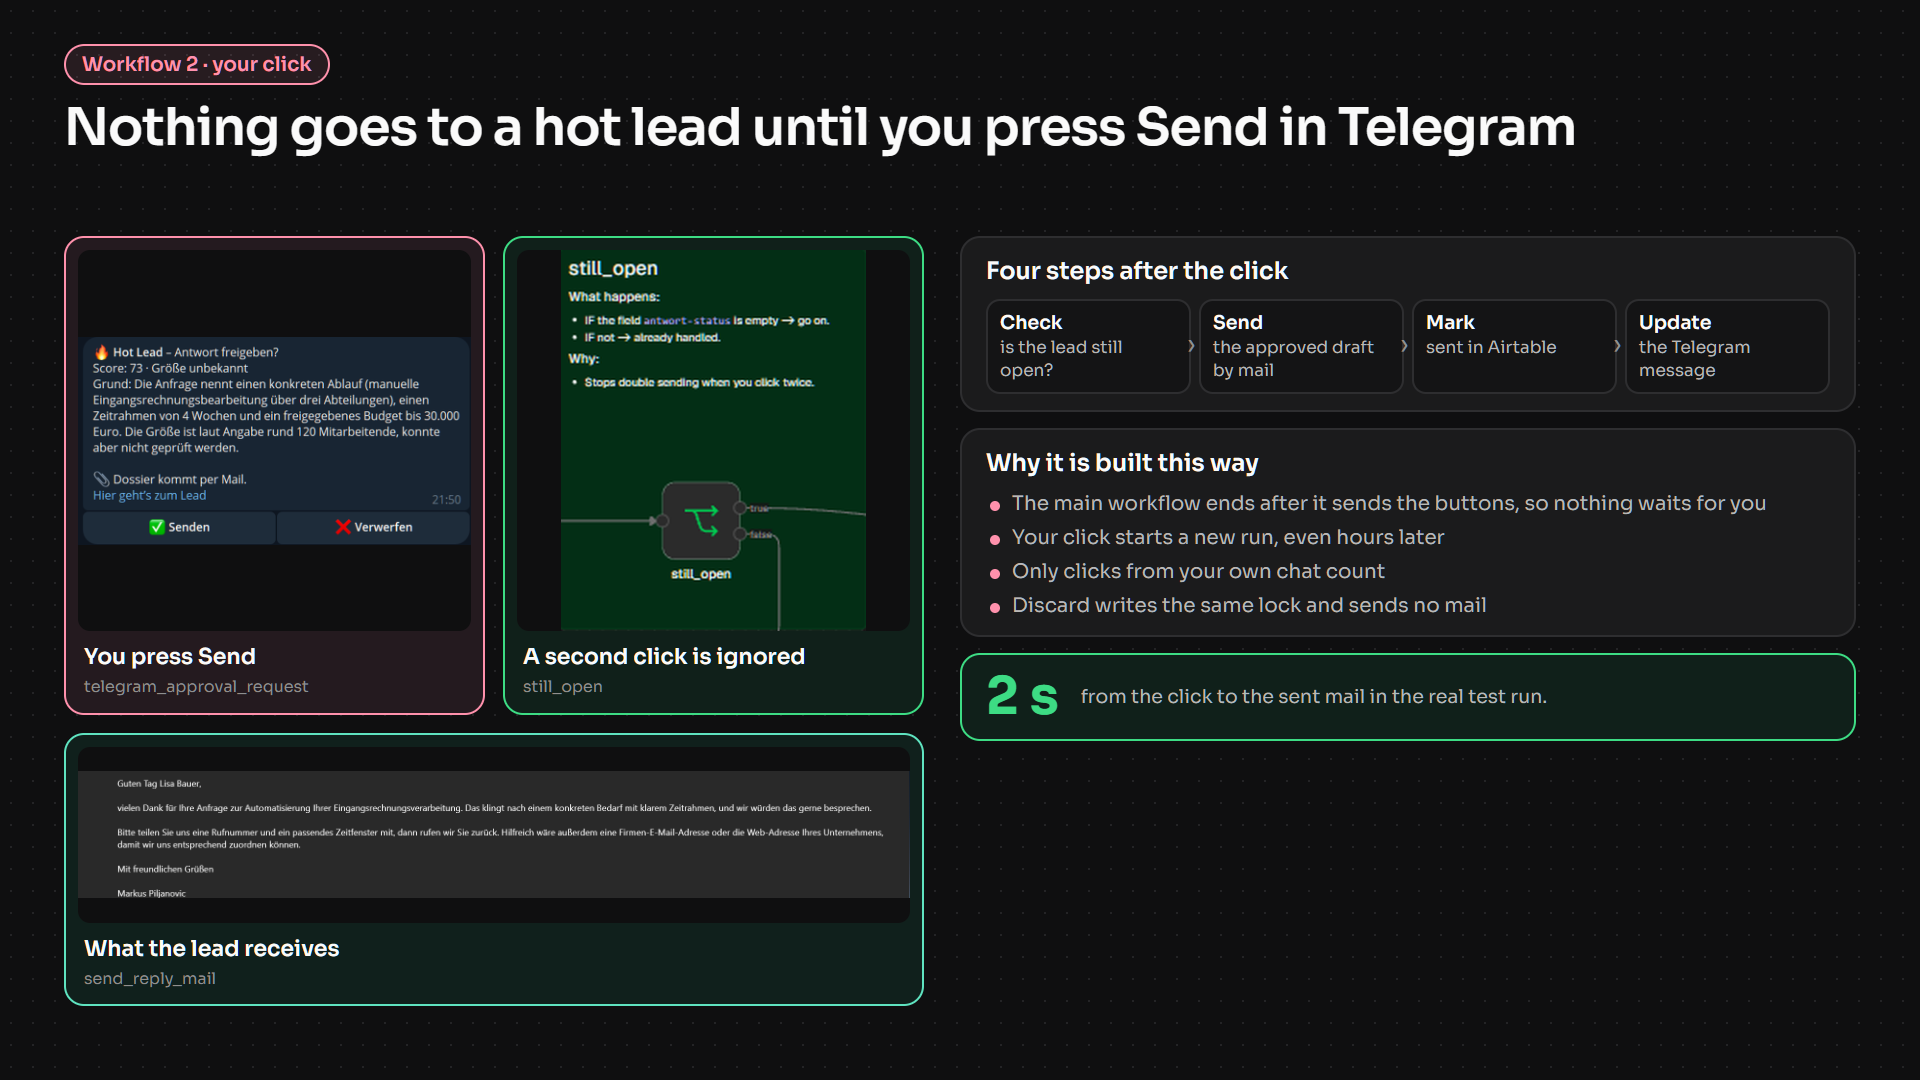 Workflow 2 · your click
Nothing goes to a hot lead until you press Send in Telegram
🔥 Hot Lead – Antwort freigeben?
Score: 73 · Größe unbekannt
Grund: Die Anfrage nennt einen konkreten Ablauf (manuelle
Eingangsrechnungsbearbeitung über drei Abteilungen), einen
Zeitrahmen von 4 Wochen und ein freigegebenes Budget bis 30.000
Euro. Die Größe ist laut Angabe rund 120 Mitarbeitende, konnte
aber nicht geprüft werden.
📎 Dossier kommt per Mail.
Hier geht's zum Lead
21:50
✅ Senden
❌ Verwerfen
You press Send
telegram_approval_request
still_open
What happens:
• IF the field antwort-status is empty → go on.
• IF not → already handled.
Why:
• Stops double sending when you click twice.
true
false
still_open
A second click is ignored
still_open
Guten Tag Lisa Bauer,
vielen Dank für Ihre Anfrage zur Automatisierung Ihrer Eingangsrechnungsverarbeitung. Das klingt nach einem konkreten Bedarf mit klarem Zeitrahmen, und wir würden das gerne besprechen.
Bitte teilen Sie uns eine Rufnummer und ein passendes Zeitfenster mit, dann rufen wir Sie zurück. Hilfreich wäre außerdem eine Firmen-E-Mail-Adresse oder die Web-Adresse Ihres Unternehmens,
damit wir uns entsprechend zuordnen können.
Mit freundlichen Grüßen
Markus Piljanovic
What the lead receives
send_reply_mail
Four steps after the click
Check
is the lead still
open?
›
Send
the approved draft
by mail
›
Mark
sent in Airtable
›
Update
the Telegram
message
Why it is built this way
• The main workflow ends after it sends the buttons, so nothing waits for you
• Your click starts a new run, even hours later
• Only clicks from your own chat count
• Discard writes the same lock and sends no mail
2 s from the click to the sent mail in the real test run.